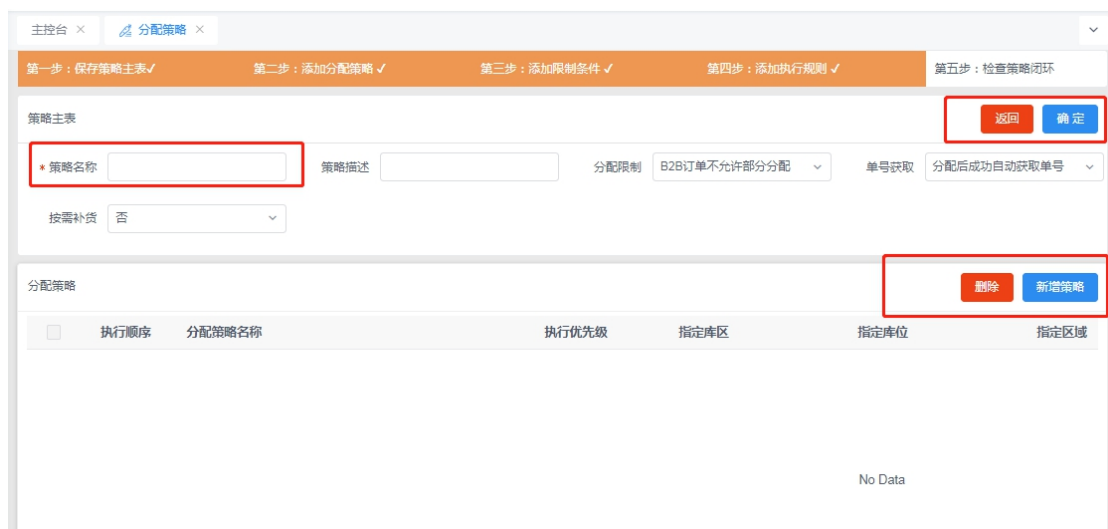 主控台 × 分配策略 ×
第一步：保存策略主表✓ 第二步：添加分配策略 ✓ 第三步：添加限制条件 ✓ 第四步：添加执行规则 ✓ 第五步：检查策略闭环
策略主表 返回 确 定
* 策略名称 策略描述 分配限制 B2B订单不允许部分分配 单号获取 分配后成功自动获取单号
按需补货 否
分配策略 删除 新增策略
执行顺序 分配策略名称 执行优先级 指定库区 指定库位 指定区域
No Data